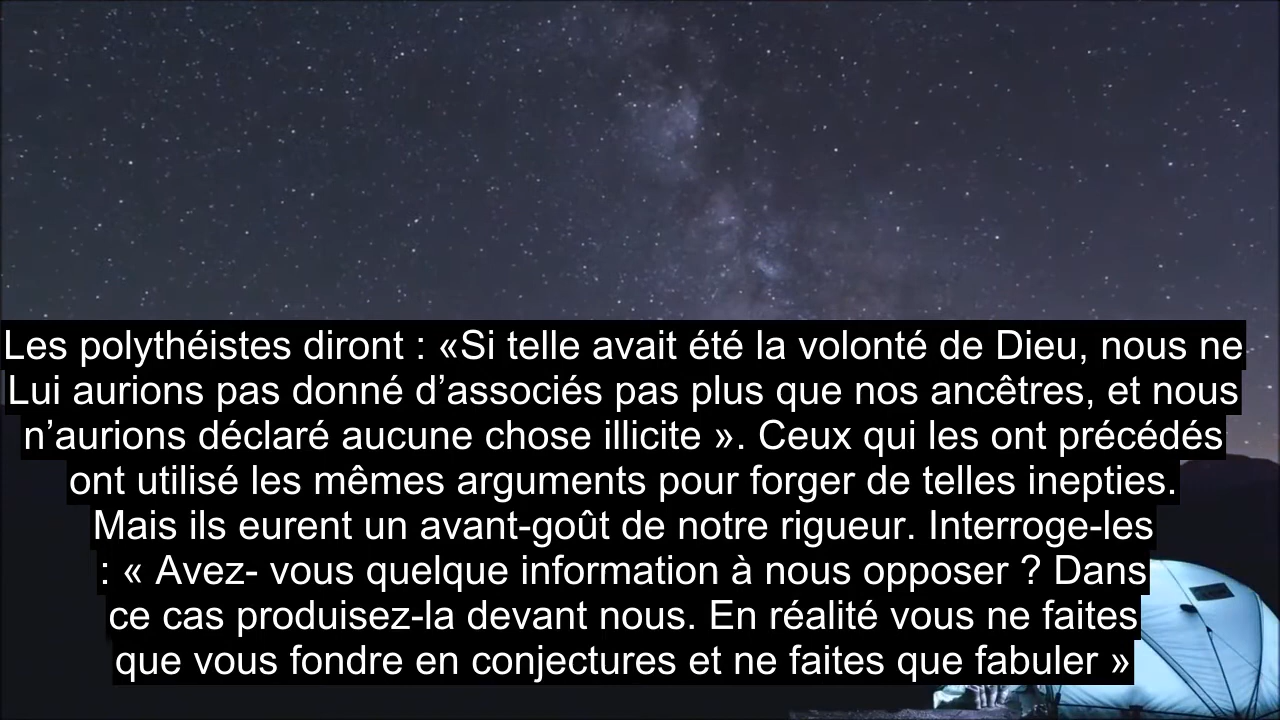 Les polythéistes diront : «Si telle avait été la volonté de Dieu, nous ne
Lui aurions pas donné d’associés pas plus que nos ancêtres, et nous
n’aurions déclaré aucune chose illicite ». Ceux qui les ont précédés
ont utilisé les mêmes arguments pour forger de telles inepties.
Mais ils eurent un avant-goût de notre rigueur. Interroge-les
: « Avez- vous quelque information à nous opposer ? Dans
ce cas produisez-la devant nous. En réalité vous ne faites
que vous fondre en conjectures et ne faites que fabuler »